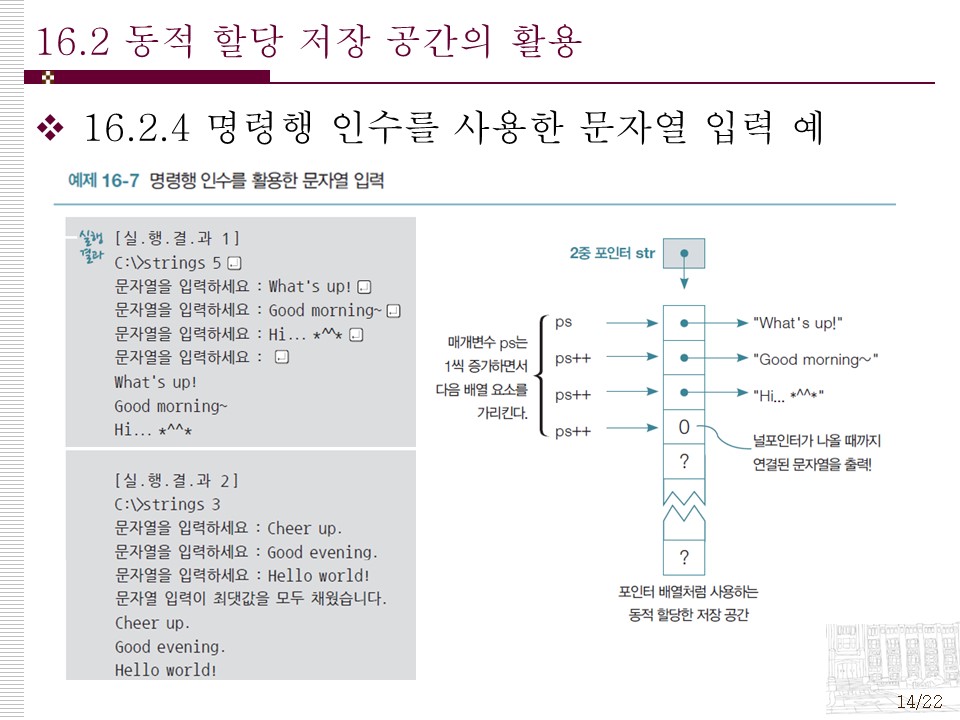 16.2 동적 할당 저장 공간의 활용
❖ 16.2.4 명령행 인수를 사용한 문자열 입력 예
예제 16-7 명령행 인수를 활용한 문자열 입력
실행
결과
[실.행.결.과 1]
C:\>strings 5
문자열을 입력하세요 : What's up!
문자열을 입력하세요 : Good morning~
문자열을 입력하세요 : Hi... *^^*
문자열을 입력하세요 :
What's up!
Good morning~
Hi... *^^*
[실.행.결.과 2]
C:\>strings 3
문자열을 입력하세요 : Cheer up.
문자열을 입력하세요 : Good evening.
문자열을 입력하세요 : Hello world!
문자열 입력이 최댓값을 모두 채웠습니다.
Cheer up.
Good evening.
Hello world!
2중 포인터 str
매개변수 ps는
1씩 증가하면서
다음 배열 요소를
가리킨다.
ps
ps++
ps++
ps++
0
?
?
"What's up!"
"Good morning~"
"Hi... *^^*"
널포인터가 나올 때까지
연결된 문자열을 출력!
포인터 배열처럼 사용하는
동적 할당한 저장 공간
14/22